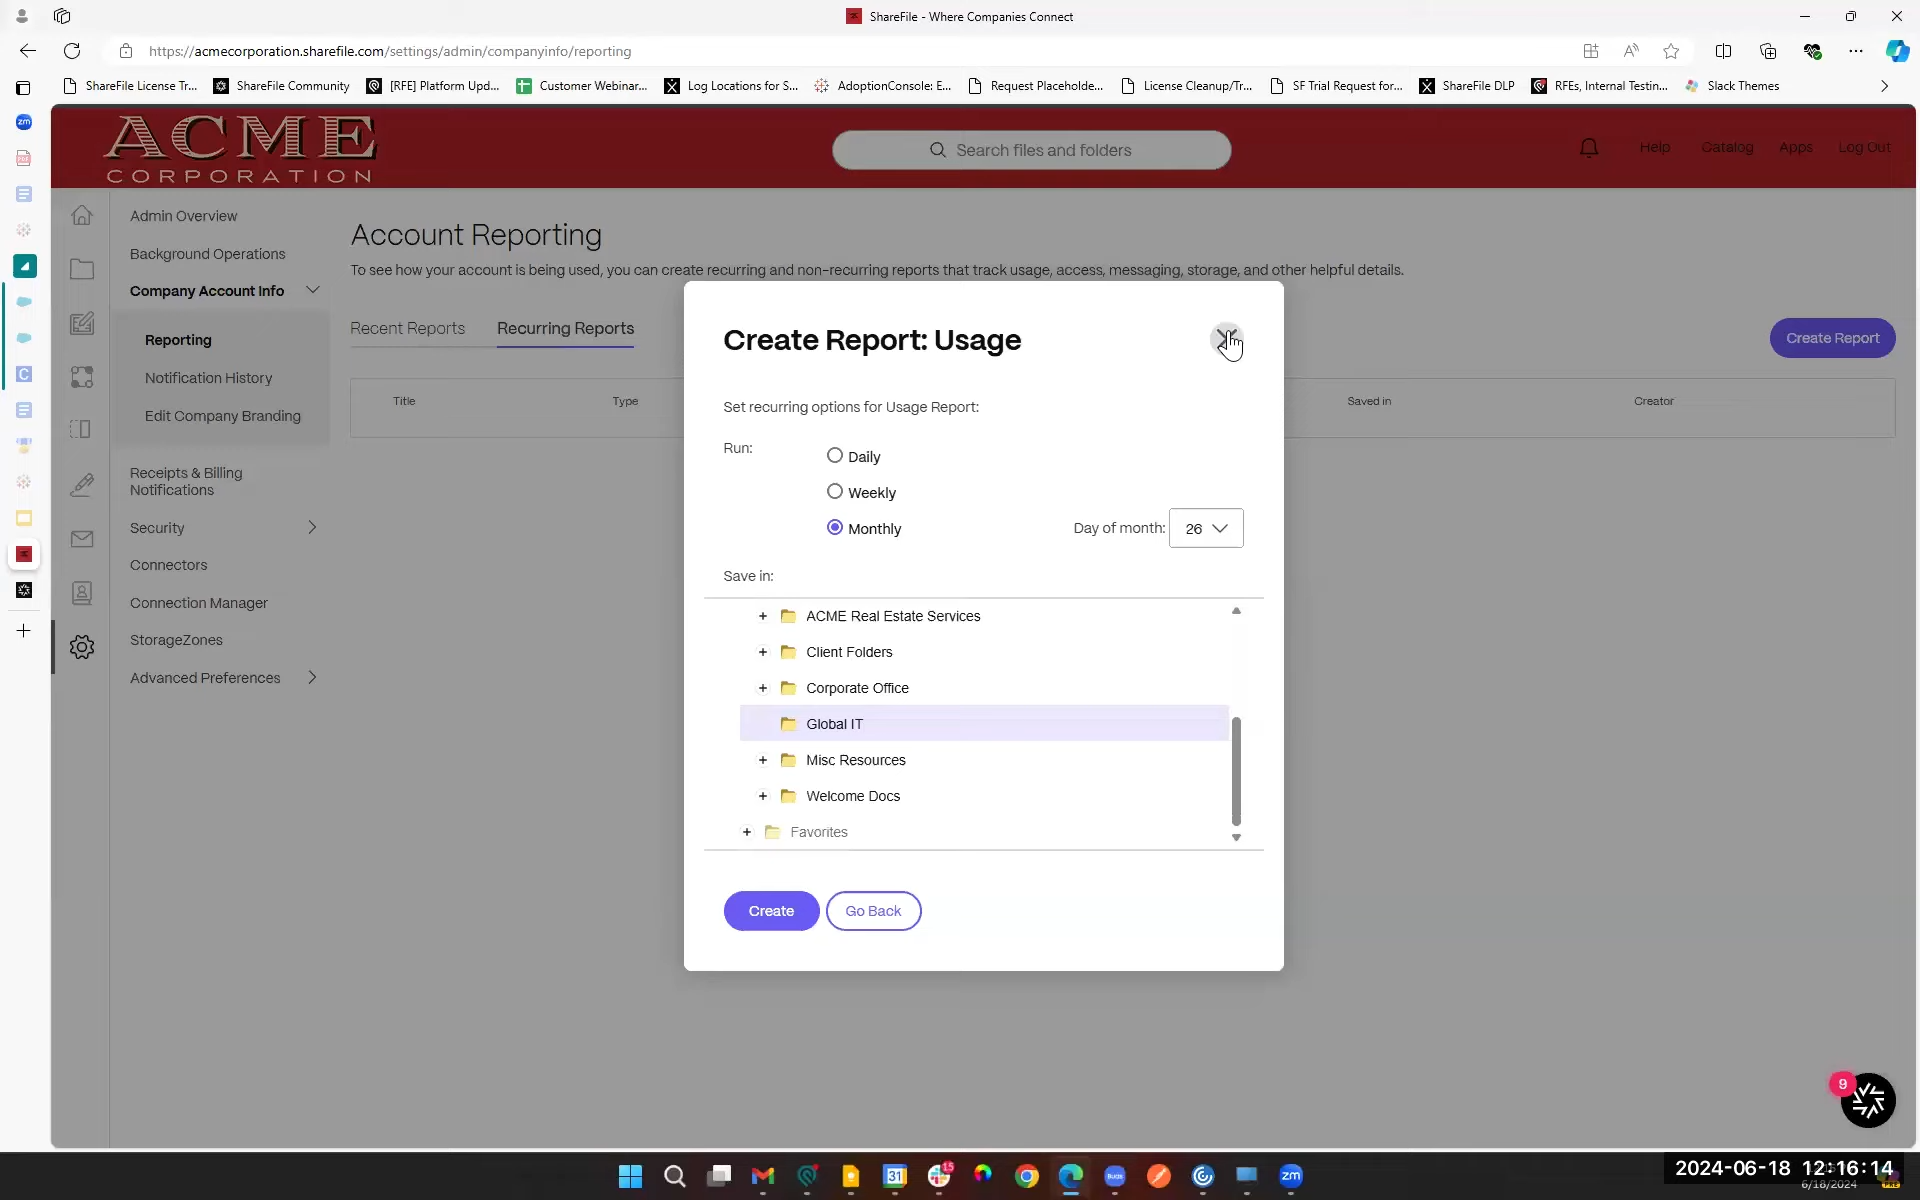 ShareFile - Where Companies Connect
https://acmecorporation.sharefile.com/settings/admin/companyinfo/reporting
ShareFile License Tr...
ShareFile Community
[RFE] Platform Upd...
Customer Webinar...
Log Locations for S...
AdoptionConsole: E...
Request Placeholde...
License Cleanup/Tr...
SF Trial Request for...
ShareFile DLP
RFEs, Internal Testin...
Slack Themes
zm
ACME
CORPORATION
Search files and folders
Help
Catalog
Apps
Log Out
Admin Overview
Background Operations
Company Account Info
Reporting
Notification History
Edit Company Branding
Receipts & Billing
Notifications
Security
Connectors
Connection Manager
StorageZones
Advanced Preferences
Account Reporting
To see how your account is being used, you can create recurring and non-recurring reports that track usage, access, messaging, storage, and other helpful details.
Recent Reports
Recurring Reports
Create Report
Title
Type
Saved in
Creator
Create Report: Usage
Set recurring options for Usage Report:
Run:
Daily
Weekly
Monthly
Day of month:
26
Save in:
ACME Real Estate Services
Client Folders
Corporate Office
Global IT
Misc Resources
Welcome Docs
Favorites
Create
Go Back
9
31
15
zm
2024-06-18 12:16:14
6/18/2024